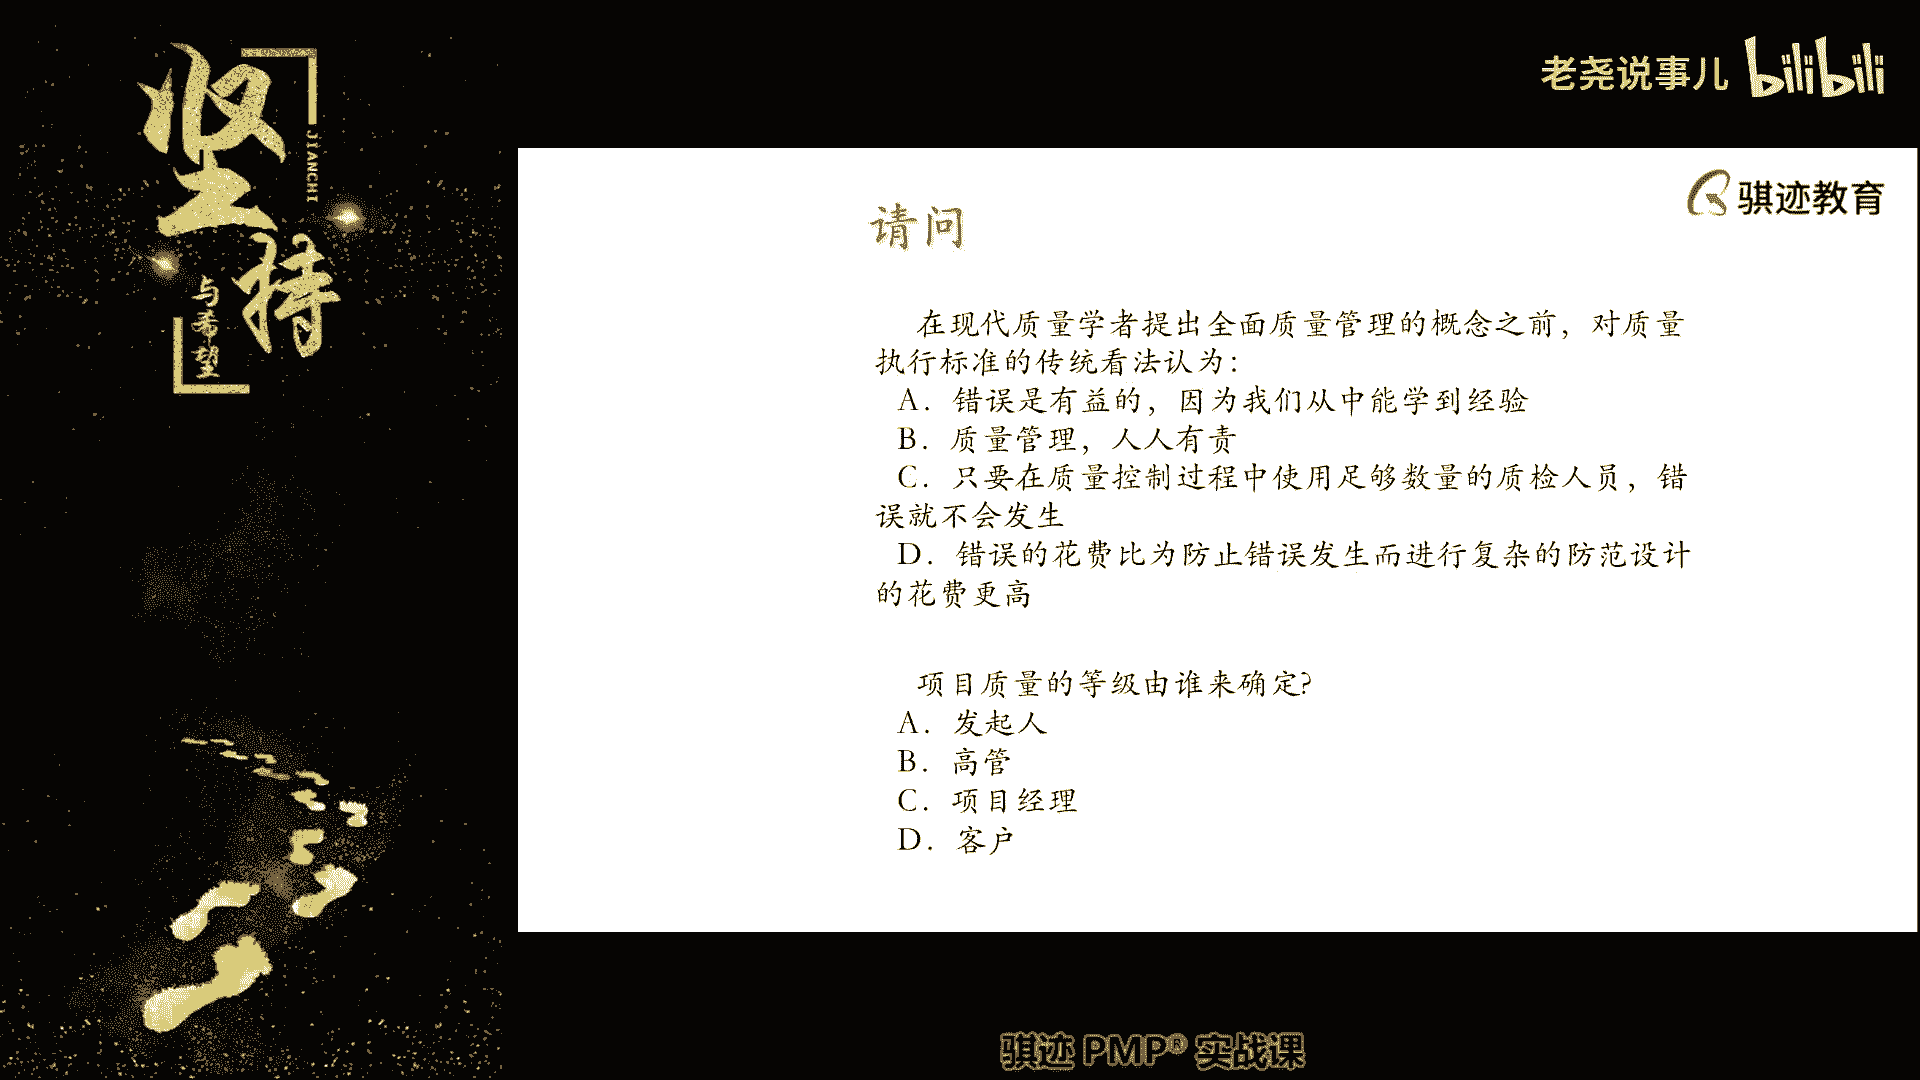 坚持
JIANCHI
与希望
老尧说事儿 bilibili
骐迹教育
请问
在现代质量学者提出全面质量管理的概念之前，对质量
执行标准的传统看法认为：
A．错误是有益的，因为我们从中能学到经验
B．质量管理，人人有责
C．只要在质量控制过程中使用足够数量的质检人员，错
误就不会发生
D．错误的花费比为防止错误发生而进行复杂的防范设计
的花费更高
项目质量的等级由谁来确定?
A．发起人
B．高管
C．项目经理
D．客户
骐迹 PMP® 实战课